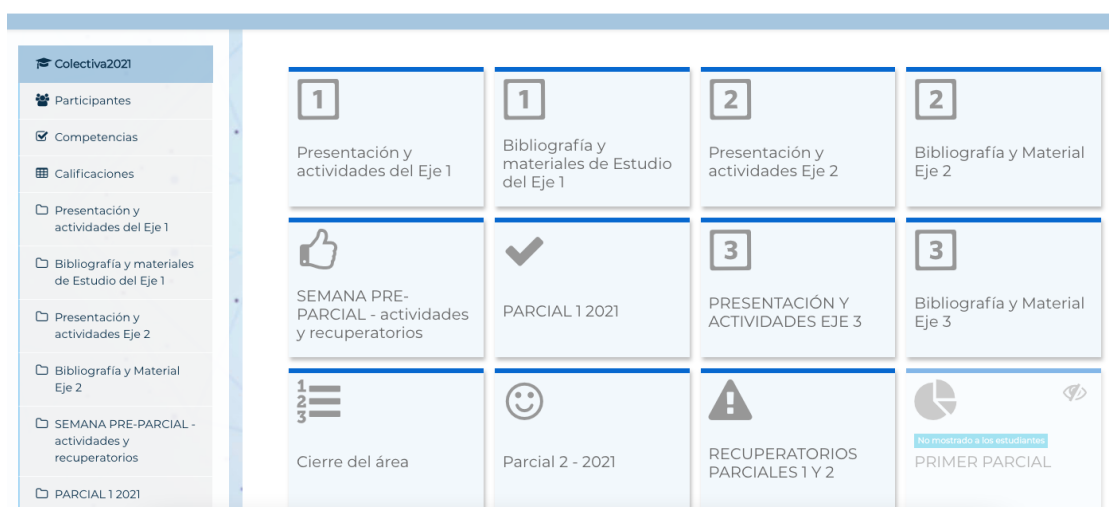 Colectiva2021
Participantes
Competencias
Calificaciones
Presentación y
actividades del Eje 1
Bibliografía y materiales
de Estudio del Eje 1
Presentación y
actividades Eje 2
Bibliografía y Material
Eje 2
SEMANA PRE-PARCIAL -
actividades y
recuperatorios
PARCIAL 1 2021
1
Presentación y
actividades del Eje 1
1
Bibliografía y
materiales de Estudio
del Eje 1
2
Presentación y
actividades Eje 2
2
Bibliografía y Material
Eje 2
SEMANA PRE-
PARCIAL - actividades
y recuperatorios
PARCIAL 1 2021
3
PRESENTACIÓN Y
ACTIVIDADES EJE 3
3
Bibliografía y Material
Eje 3
1
2
3
Cierre del área
Parcial 2 - 2021
RECUPERATORIOS
PARCIALES 1 Y 2
No mostrado a los estudiantes
PRIMER PARCIAL